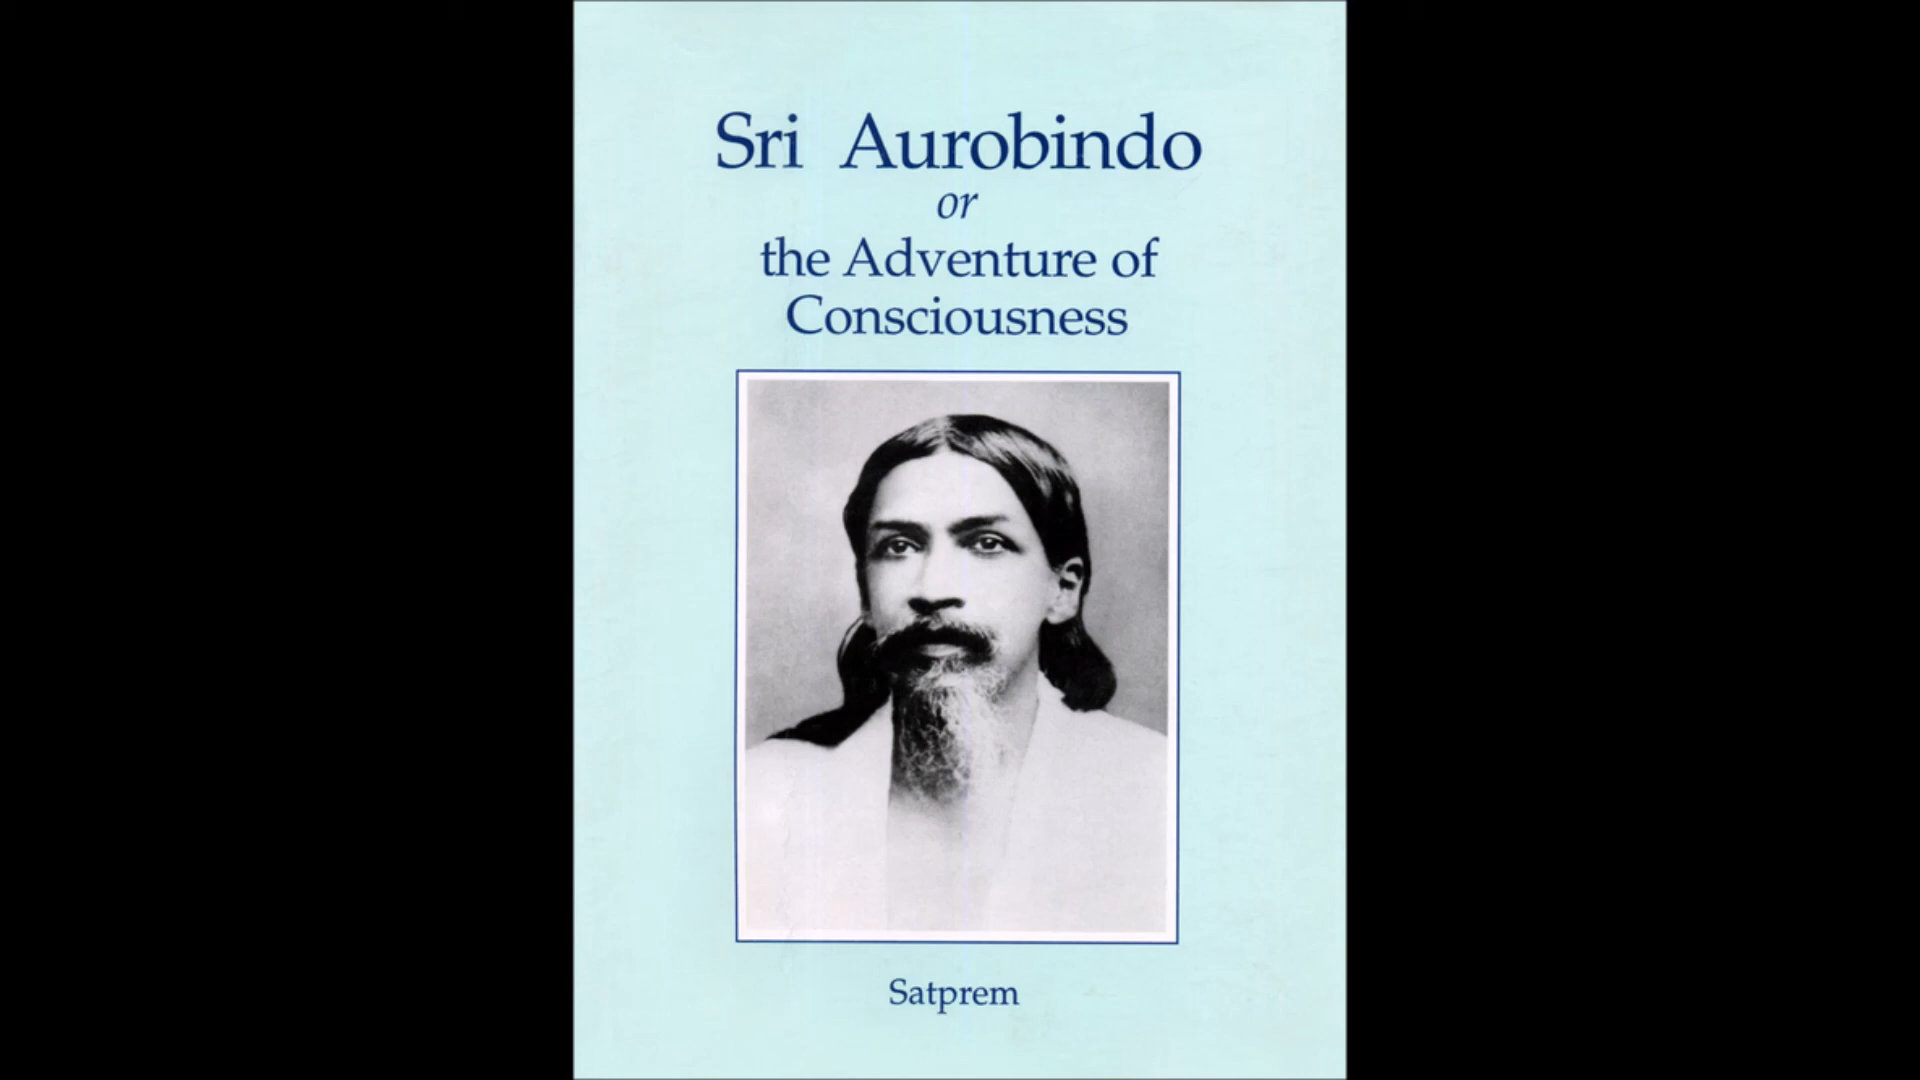 Sri Aurobindo
or
the Adventure of
Consciousness
Satprem